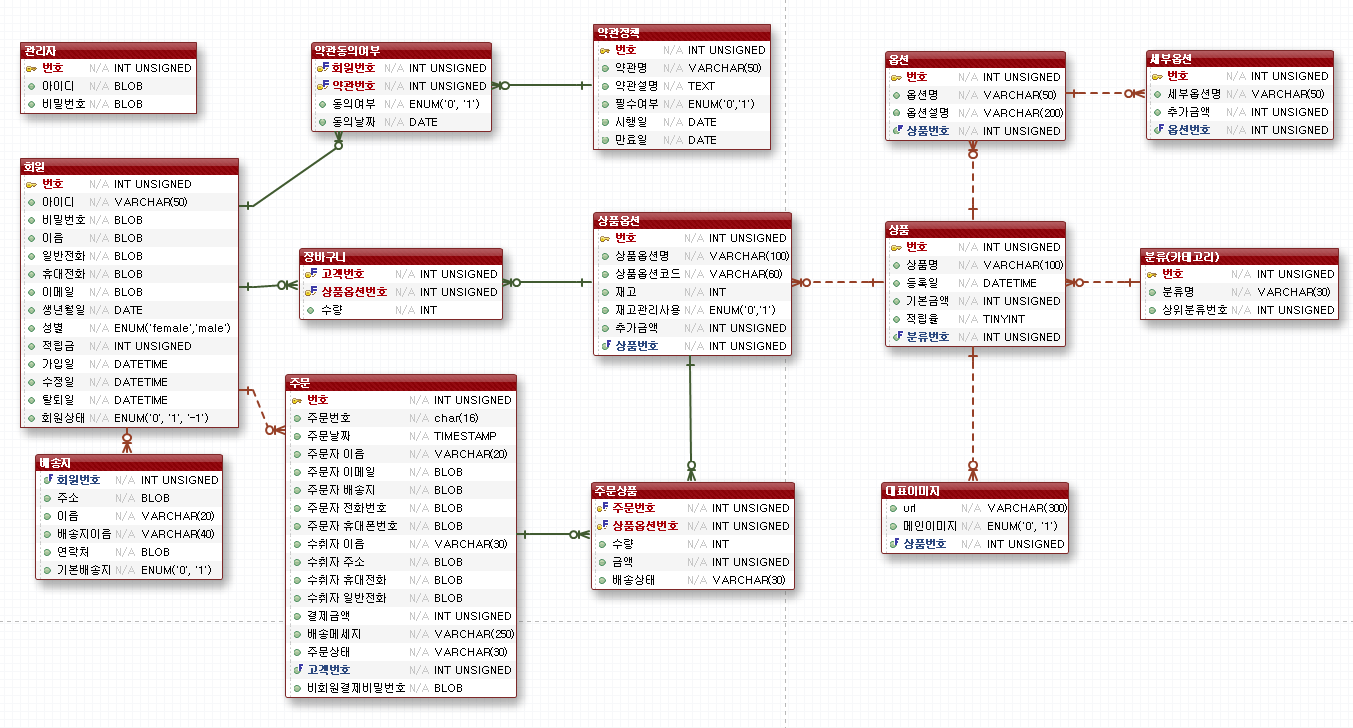 관리자
번호 N/A INT UNSIGNED
아이디 N/A BLOB
비밀번호 N/A BLOB
약관동의여부
회원번호 N/A INT UNSIGNED
약관번호 N/A INT UNSIGNED
동의여부 N/A ENUM('0', '1')
동의날짜 N/A DATE
약관정책
번호 N/A INT UNSIGNED
약관명 N/A VARCHAR(50)
약관설명 N/A TEXT
필수여부 N/A ENUM('0','1')
시행일 N/A DATE
만료일 N/A DATE
옵션
번호 N/A INT UNSIGNED
옵션명 N/A VARCHAR(50)
옵션설명 N/A VARCHAR(200)
상품번호 N/A INT UNSIGNED
세부옵션
번호 N/A INT UNSIGNED
세부옵션명 N/A VARCHAR(50)
추가금액 N/A INT UNSIGNED
옵션번호 N/A INT UNSIGNED
회원
번호 N/A INT UNSIGNED
아이디 N/A VARCHAR(50)
비밀번호 N/A BLOB
이름 N/A BLOB
일반전화 N/A BLOB
휴대전화 N/A BLOB
이메일 N/A BLOB
생년월일 N/A DATE
성별 N/A ENUM('female','male')
적립금 N/A INT UNSIGNED
가입일 N/A DATETIME
수정일 N/A DATETIME
탈퇴일 N/A DATETIME
회원상태 N/A ENUM('0', '1', '-1')
장바구니
고객번호 N/A INT UNSIGNED
상품옵션번호 N/A INT UNSIGNED
수량 N/A INT
상품옵션
번호 N/A INT UNSIGNED
상품옵션명 N/A VARCHAR(100)
상품옵션코드 N/A VARCHAR(60)
재고 N/A INT
재고관리사용 N/A ENUM('0','1')
추가금액 N/A INT UNSIGNED
상품번호 N/A INT UNSIGNED
상품
번호 N/A INT UNSIGNED
상품명 N/A VARCHAR(100)
등록일 N/A DATETIME
기본금액 N/A INT UNSIGNED
적립율 N/A TINYINT
분류번호 N/A INT UNSIGNED
분류(카테고리)
번호 N/A INT UNSIGNED
분류명 N/A VARCHAR(30)
상위분류번호 N/A INT UNSIGNED
배송지
회원번호 N/A INT UNSIGNED
주소 N/A BLOB
이름 N/A VARCHAR(20)
배송지이름 N/A VARCHAR(40)
연락처 N/A BLOB
기본배송지 N/A ENUM('0', '1')
주문
번호 N/A INT UNSIGNED
주문번호 N/A char(16)
주문날짜 N/A TIMESTAMP
주문자 이름 N/A VARCHAR(20)
주문자 이메일 N/A BLOB
주문자 배송지 N/A BLOB
주문자 전화번호 N/A BLOB
주문자 휴대폰번호 N/A BLOB
수취자 이름 N/A VARCHAR(30)
수취자 주소 N/A BLOB
수취자 휴대전화 N/A BLOB
수취자 일반전화 N/A BLOB
결제금액 N/A INT UNSIGNED
배송메세지 N/A VARCHAR(250)
주문상태 N/A VARCHAR(30)
고객번호 N/A INT UNSIGNED
비회원결제비밀번호 N/A BLOB
주문상품
주문번호 N/A INT UNSIGNED
상품옵션번호 N/A INT UNSIGNED
수량 N/A INT
금액 N/A INT UNSIGNED
배송상태 N/A VARCHAR(30)
대표이미지
url N/A VARCHAR(300)
메인이미지 N/A ENUM('0', '1')
상품번호 N/A INT UNSIGNED